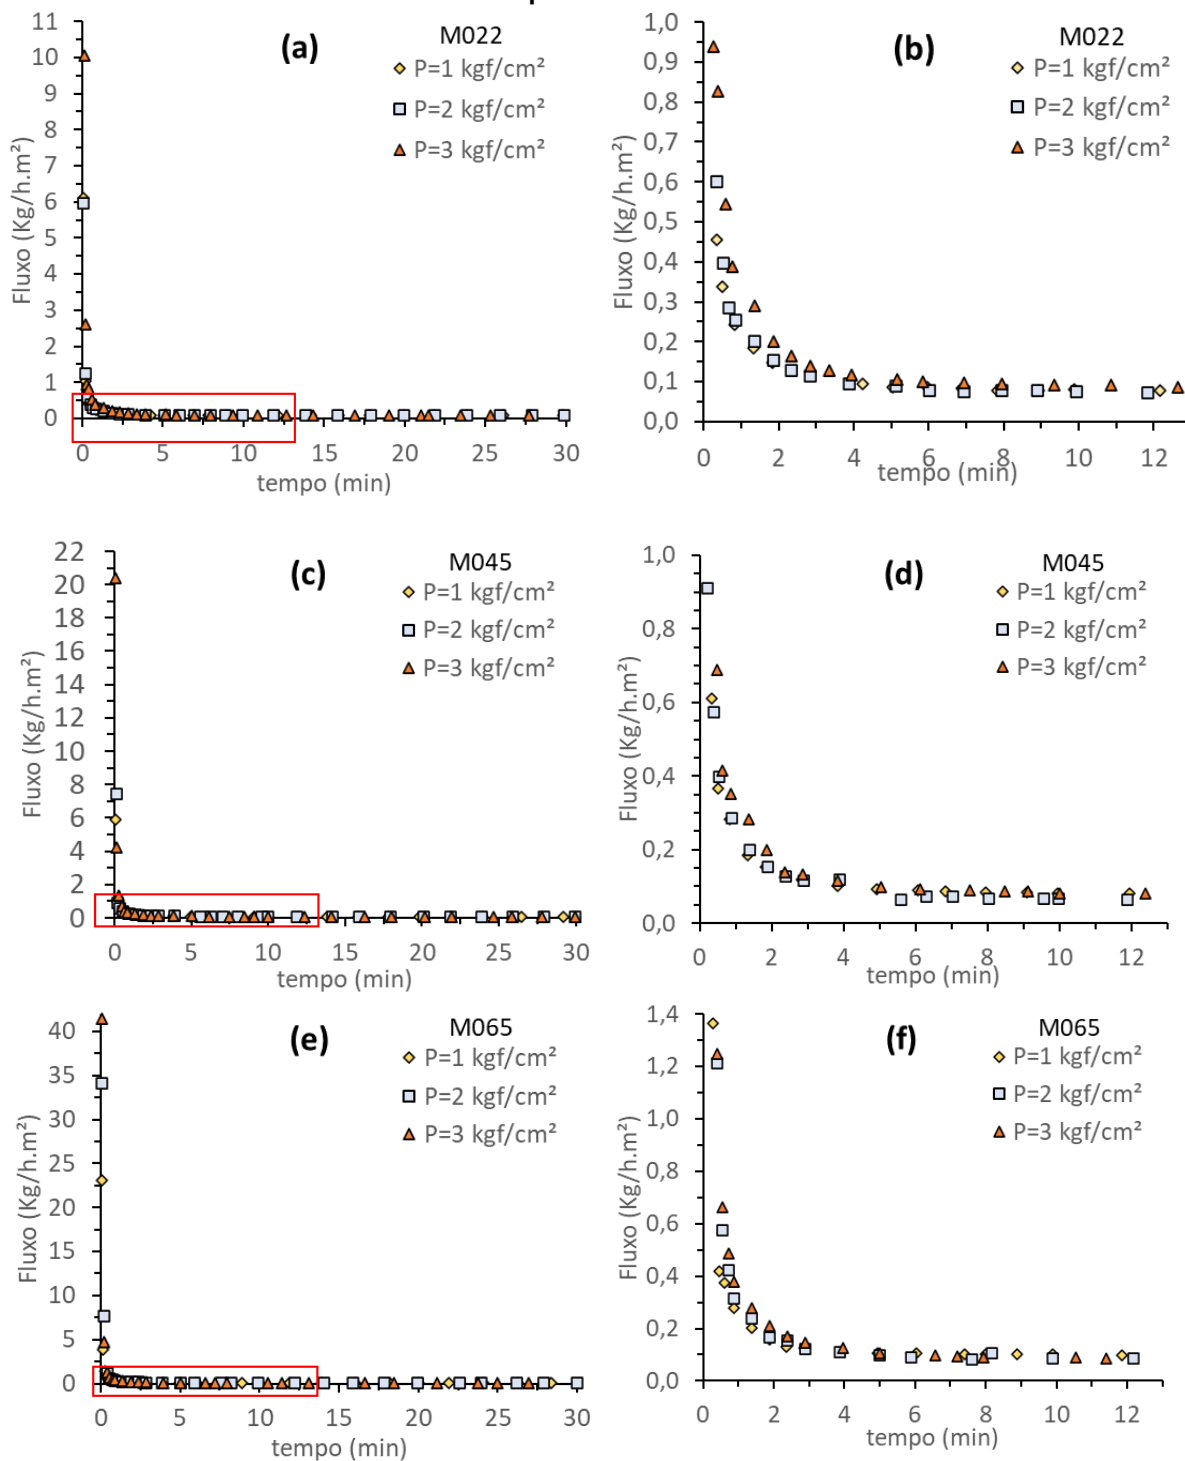 (a)
M022
P=1 kgf/cm²
P=2 kgf/cm²
P=3 kgf/cm²
Fluxo (Kg/h.m²)
11
10
9
8
7
6
5
4
3
2
1
0
0 5 10 15 20 25 30
tempo (min)
(b)
M022
P=1 kgf/cm²
P=2 kgf/cm²
P=3 kgf/cm²
Fluxo (Kg/h.m²)
1,0
0,9
0,8
0,7
0,6
0,5
0,4
0,3
0,2
0,1
0,0
0 2 4 6 8 10 12
tempo (min)
(c)
M045
P=1 kgf/cm²
P=2 kgf/cm²
P=3 kgf/cm²
Fluxo (Kg/h.m²)
22
20
18
16
14
12
10
8
6
4
2
0
0 5 10 15 20 25 30
tempo (min)
(d)
M045
P=1 kgf/cm²
P=2 kgf/cm²
P=3 kgf/cm²
Fluxo (Kg/h.m²)
1,0
0,8
0,6
0,4
0,2
0,0
0 2 4 6 8 10 12
tempo (min)
(e)
M065
P=1 kgf/cm²
P=2 kgf/cm²
P=3 kgf/cm²
Fluxo (Kg/h.m²)
40
35
30
25
20
15
10
5
0
0 5 10 15 20 25 30
tempo (min)
(f)
M065
P=1 kgf/cm²
P=2 kgf/cm²
P=3 kgf/cm²
Fluxo (Kg/h.m²)
1,4
1,2
1,0
0,8
0,6
0,4
0,2
0,0
0 2 4 6 8 10 12
tempo (min)